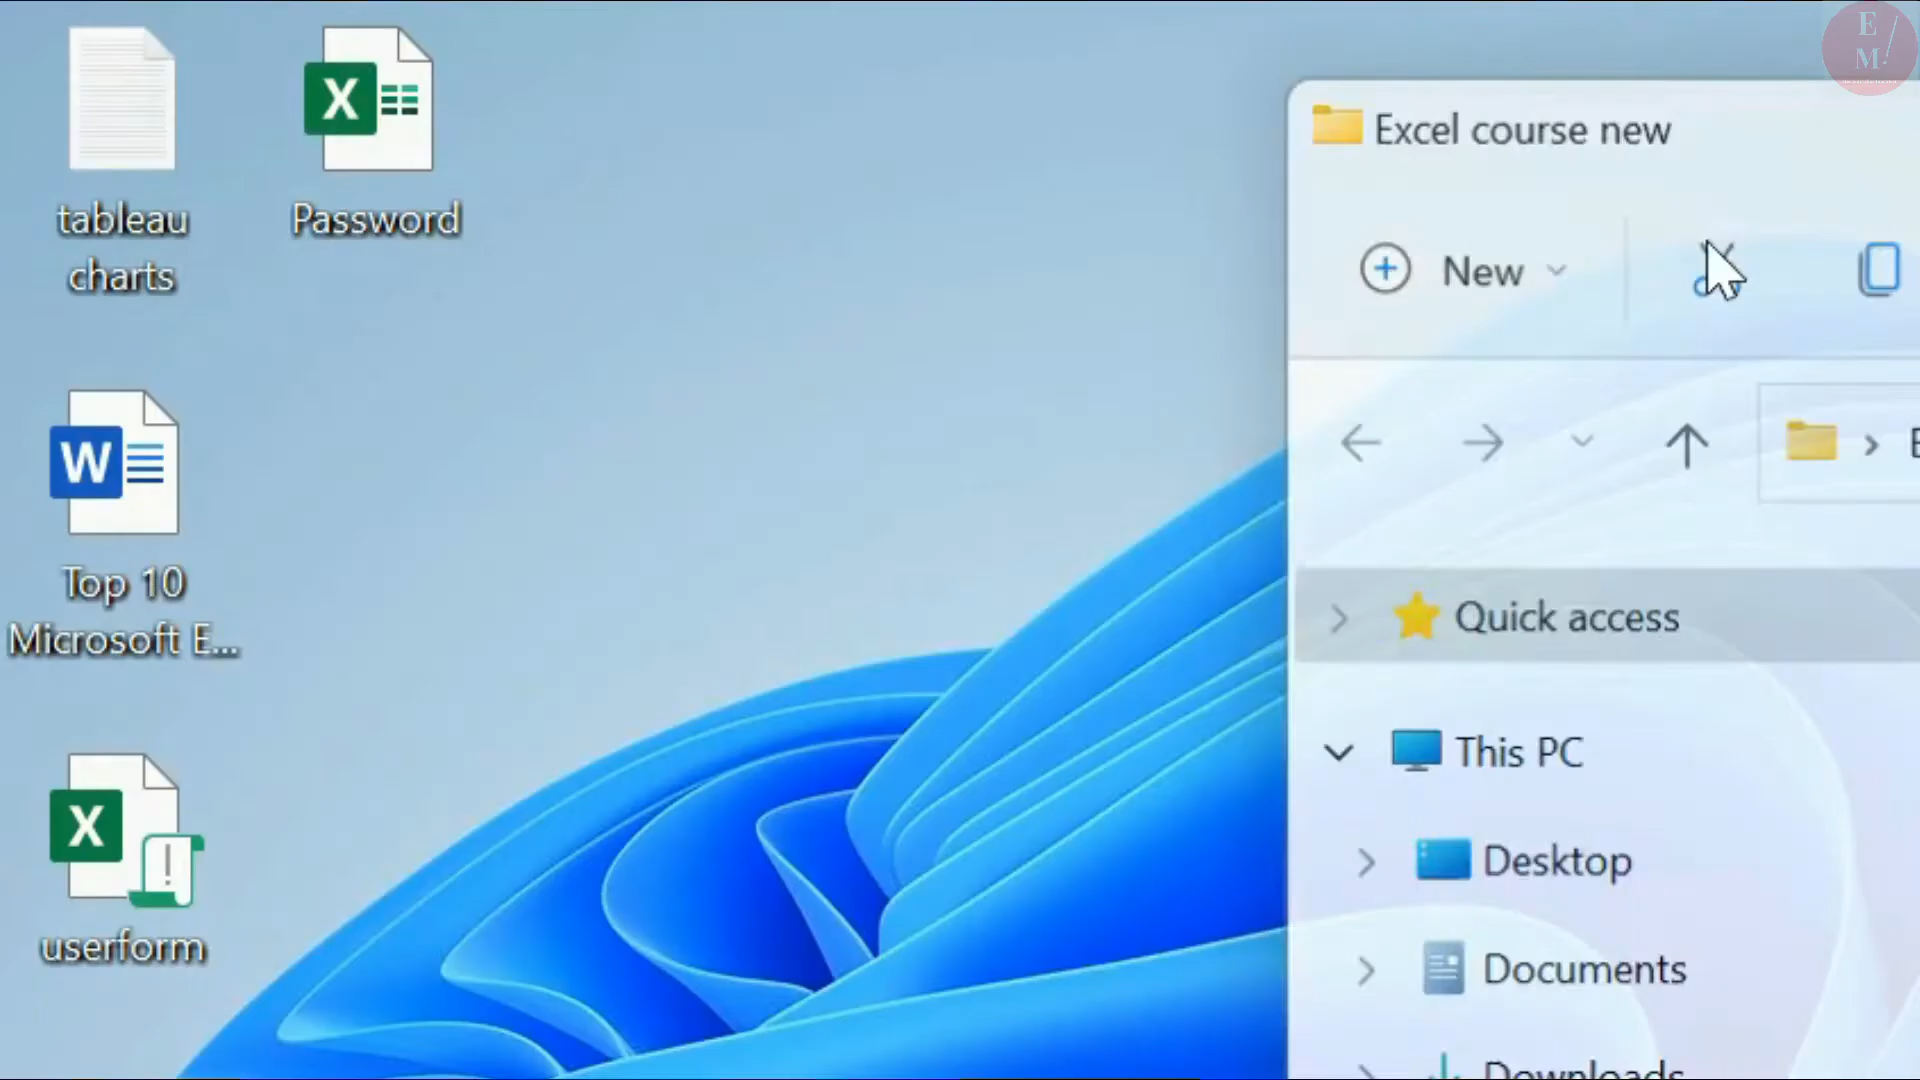 tableau
charts
Password
Top 10
Microsoft E...
userform
Excel course new
New
Quick access
This PC
Desktop
Documents
Downloads
E
M